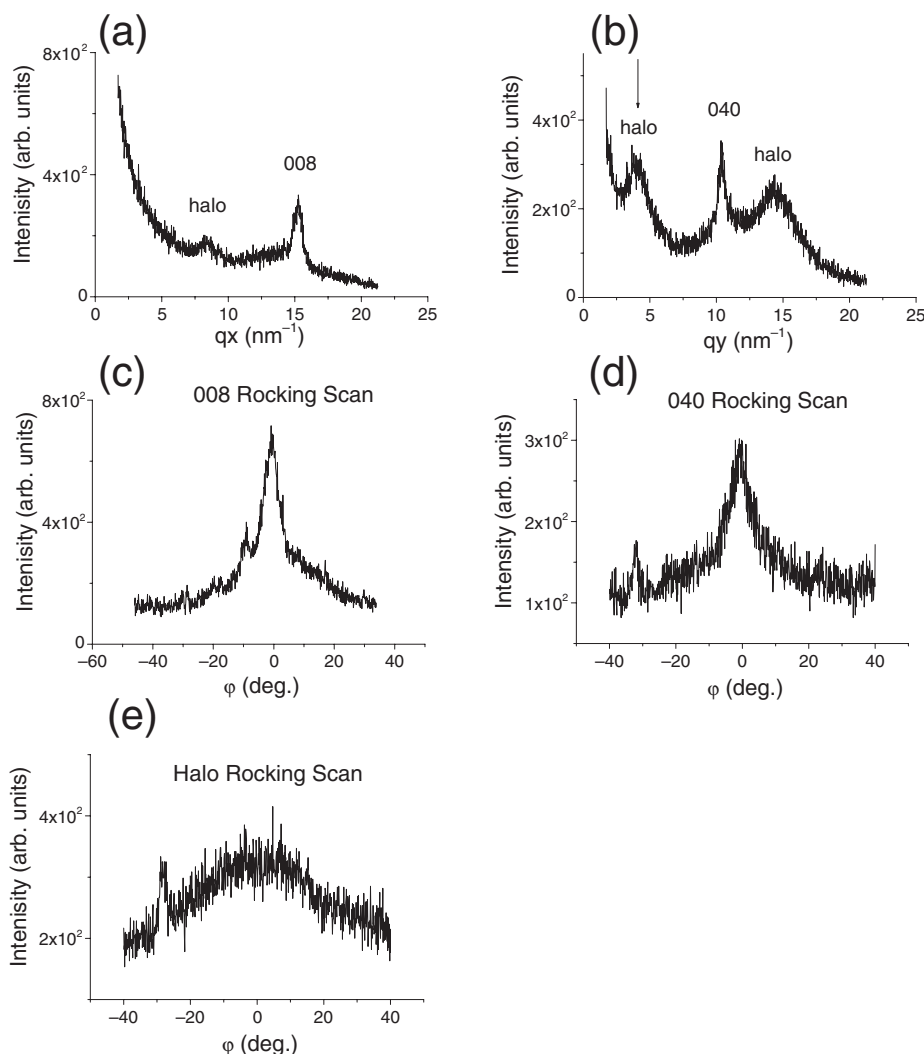 (a)
8x10²
4x10²
0
Intenisity (arb. units)
halo
008
0 5 10 15 20 25
qx (nm⁻¹)
(b)
4x10²
2x10²
0
Intenisity (arb. units)
halo
040
halo
0 5 10 15 20 25
qy (nm⁻¹)
(c)
008 Rocking Scan
8x10²
4x10²
0
Intenisity (arb. units)
−60 −40 −20 0 20 40
φ (deg.)
(d)
040 Rocking Scan
3x10²
2x10²
1x10²
Intenisity (arb. units)
−40 −20 0 20 40
φ (deg.)
(e)
Halo Rocking Scan
4x10²
2x10²
Intenisity (arb. units)
−40 −20 0 20 40
φ (deg.)